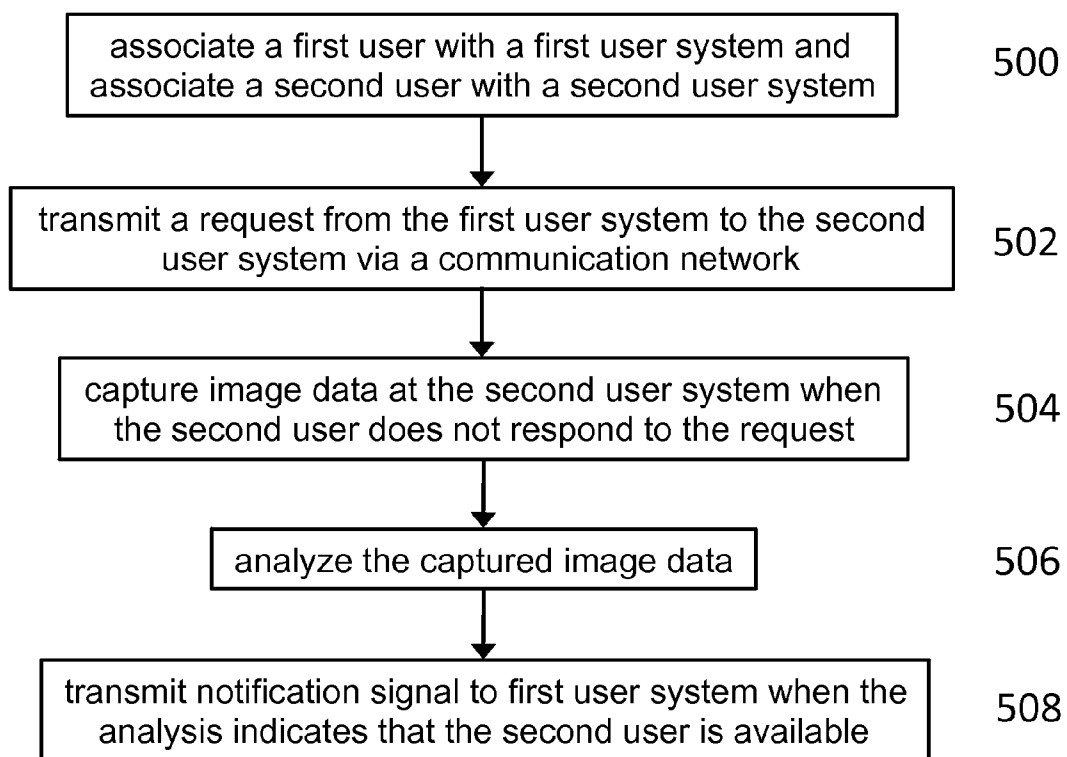 associate a first user with a first user system and
associate a second user with a second user system
500
transmit a request from the first user system to the second
user system via a communication network
502
capture image data at the second user system when
the second user does not respond to the request
504
analyze the captured image data
506
transmit notification signal to first user system when the
analysis indicates that the second user is available
508